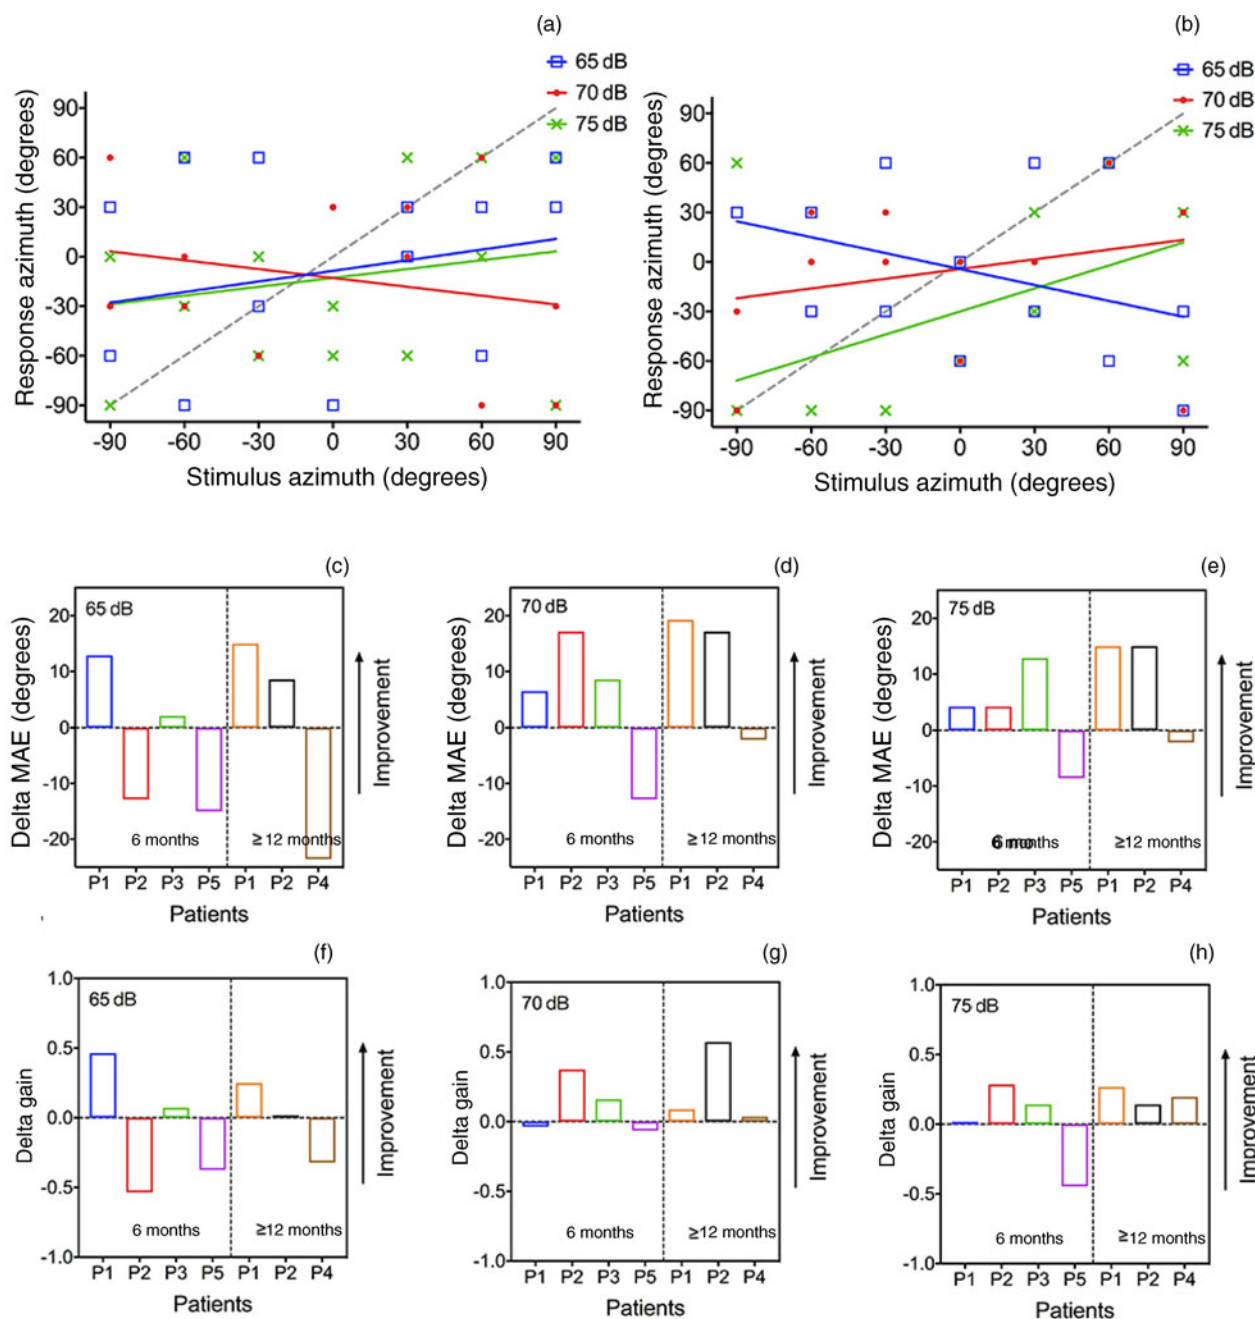 (a)
65 dB
70 dB
75 dB
Response azimuth (degrees)
90
60
30
0
-30
-60
-90
-90 -60 -30 0 30 60 90
Stimulus azimuth (degrees)
(b)
65 dB
70 dB
75 dB
Response azimuth (degrees)
90
60
30
0
-30
-60
-90
-90 -60 -30 0 30 60 90
Stimulus azimuth (degrees)
(c)
65 dB
Delta MAE (degrees)
20
10
0
-10
-20
6 months
≥12 months
Improvement
P1 P2 P3 P5 P1 P2 P4
Patients
(d)
70 dB
Delta MAE (degrees)
20
10
0
-10
-20
6 months
≥12 months
Improvement
P1 P2 P3 P5 P1 P2 P4
Patients
(e)
75 dB
Delta MAE (degrees)
20
10
0
-10
-20
months
≥12 months
Improvement
P1 P2 P3 P5 P1 P2 P4
Patients
(f)
65 dB
Delta gain
1.0
0.5
0.0
-0.5
-1.0
6 months
≥12 months
Improvement
P1 P2 P3 P5 P1 P2 P4
Patients
(g)
70 dB
Delta gain
1.0
0.5
0.0
-0.5
-1.0
6 months
≥12 months
Improvement
P1 P2 P3 P5 P1 P2 P4
Patients
(h)
75 dB
Delta gain
1.0
0.5
0.0
-0.5
-1.0
6 months
≥12 months
Improvement
P1 P2 P3 P5 P1 P2 P4
Patients